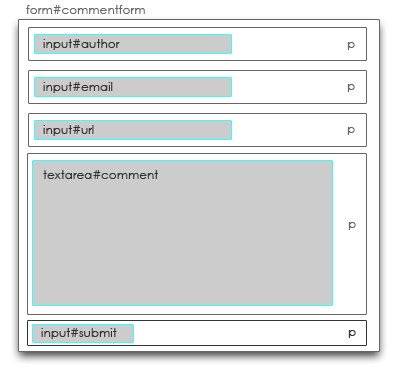 form#commentform
input#author p
input#email p
input#url p
textarea#comment
p
input#submit p